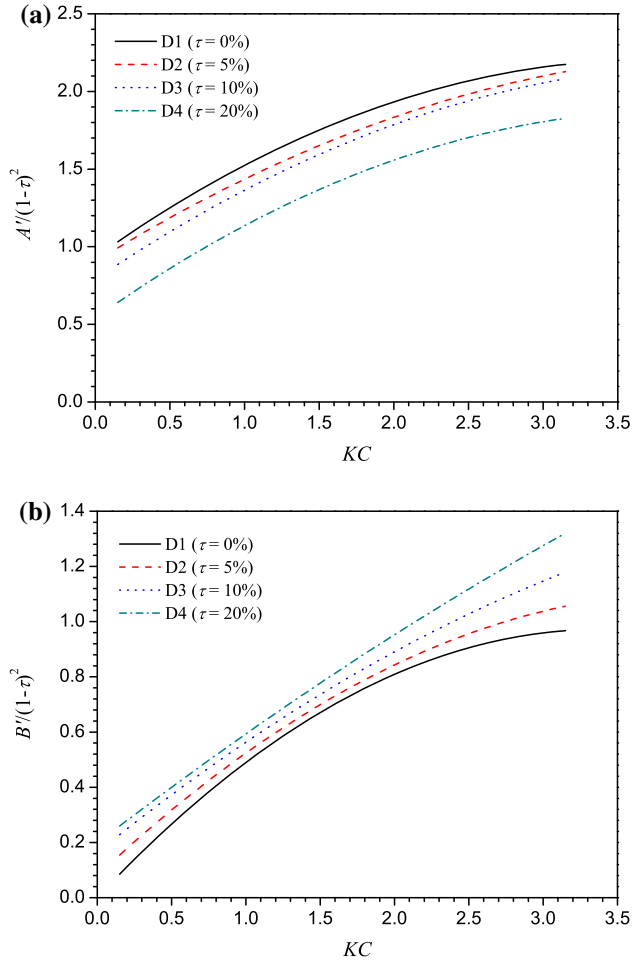 (a)
2.5
2.0
1.5
1.0
0.5
0.0
A'/(1-τ)²
D1 (τ = 0%)
D2 (τ = 5%)
D3 (τ = 10%)
D4 (τ = 20%)
0.0 0.5 1.0 1.5 2.0 2.5 3.0 3.5
KC
(b)
1.4
1.2
1.0
0.8
0.6
0.4
0.2
0.0
B'/(1-τ)²
D1 (τ = 0%)
D2 (τ = 5%)
D3 (τ = 10%)
D4 (τ = 20%)
0.0 0.5 1.0 1.5 2.0 2.5 3.0 3.5
KC